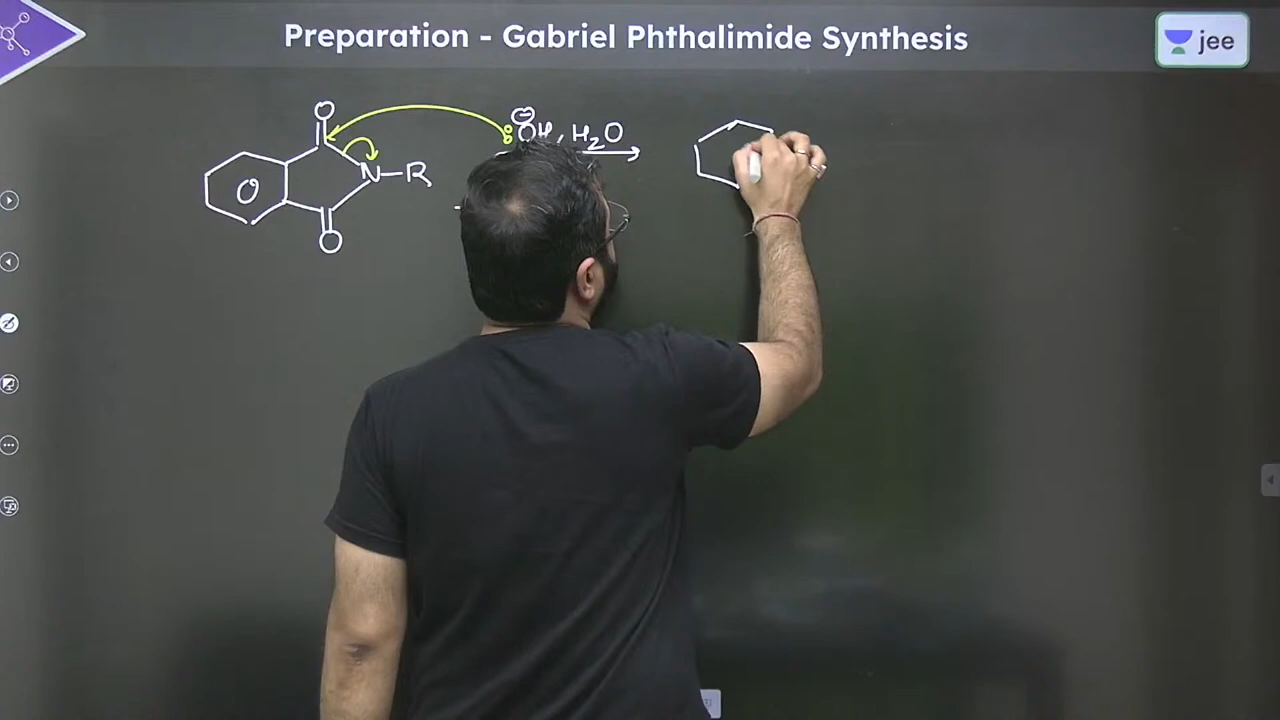 Preparation - Gabriel Phthalimide Synthesis
jee
O
⊖
OH, H₂O
N-R
O
O